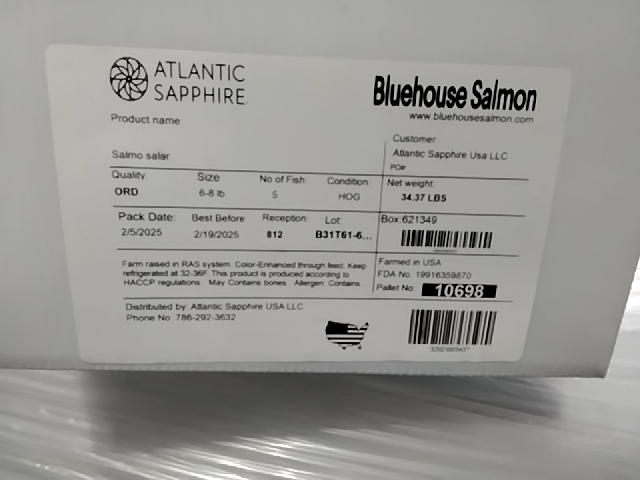 ATLANTIC
SAPPHIRE
Bluehouse Salmon
www.bluehousesalmon.com
Product name
Customer:
Atlantic Sapphire Usa LLC
Salmo salar
PO#
Quality: Size No of Fish Condition: Net weight:
ORD 6-8 lb 5 HOG 34.37 LBS
Pack Date: Best Before Reception: Lot: Box:621349
2/5/2025 2/19/2025 812 B31T61-6...
Farm raised in RAS system. Color-Enhanced through feed. Keep
refrigerated at 32-36F. This product is produced according to
HACCP regulations. May Contains bones. Allergen: Contains
Farmed in USA
FDA No. 19916359870
Pallet No: 10698
Distributed by: Atlantic Sapphire USA LLC
Phone No: 786-292-3632